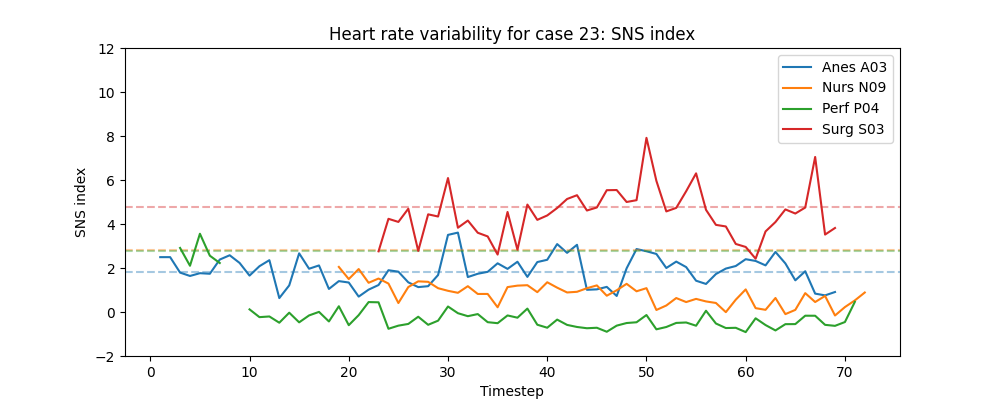 Heart rate variability for case 23: SNS index
12
10
8
6
4
2
0
−2
SNS index
0 10 20 30 40 50 60 70
Timestep
Anes A03
Nurs N09
Perf P04
Surg S03